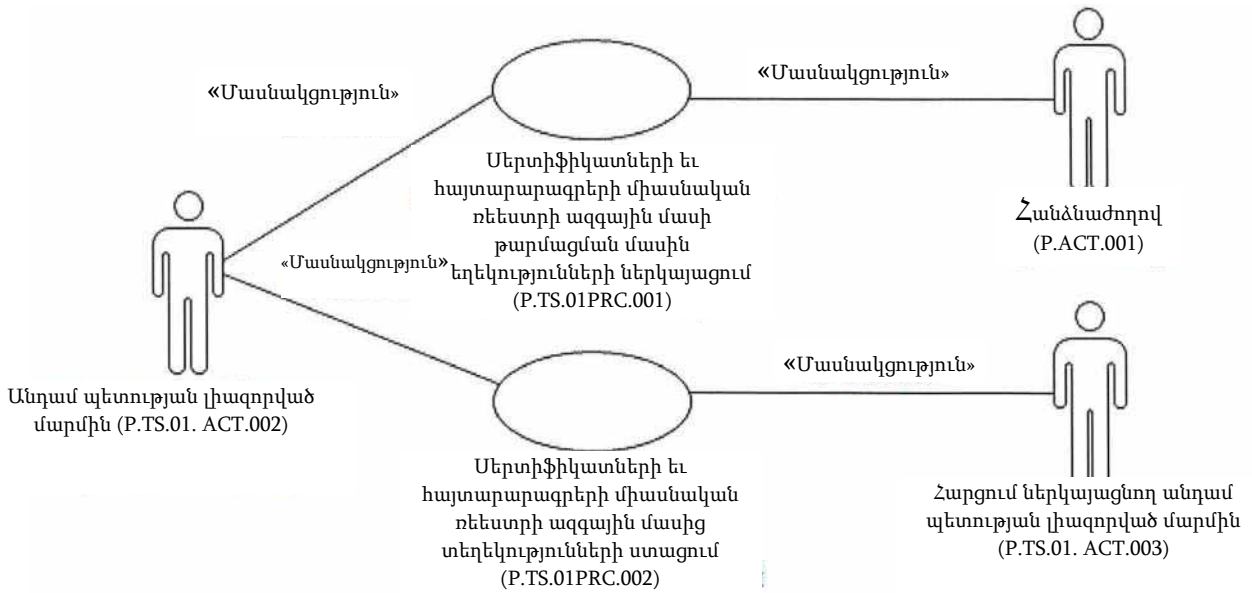 «Մասնակցություն»
«Մասնակցություն»
Սերտիֆիկատների եւ
հայտարարագրերի միասնական
ռեեստրի ազգային մասի
թարմացման մասին
եղեկությունների ներկայացում
(P.TS.01PRC.001)
Հանձնաժողով
(P.ACT.001)
«Մասնակցություն»
«Մասնակցություն»
Անդամ պետության լիազորված
մարմին (P.TS.01. ACT.002)
Սերտիֆիկատների եւ
հայտարարագրերի միասնական
ռեեստրի ազգային մասից
տեղեկությունների ստացում
(P.TS.01PRC.002)
Հարցում ներկայացնող անդամ
պետության լիազորված մարմին
(P.TS.01. ACT.003)